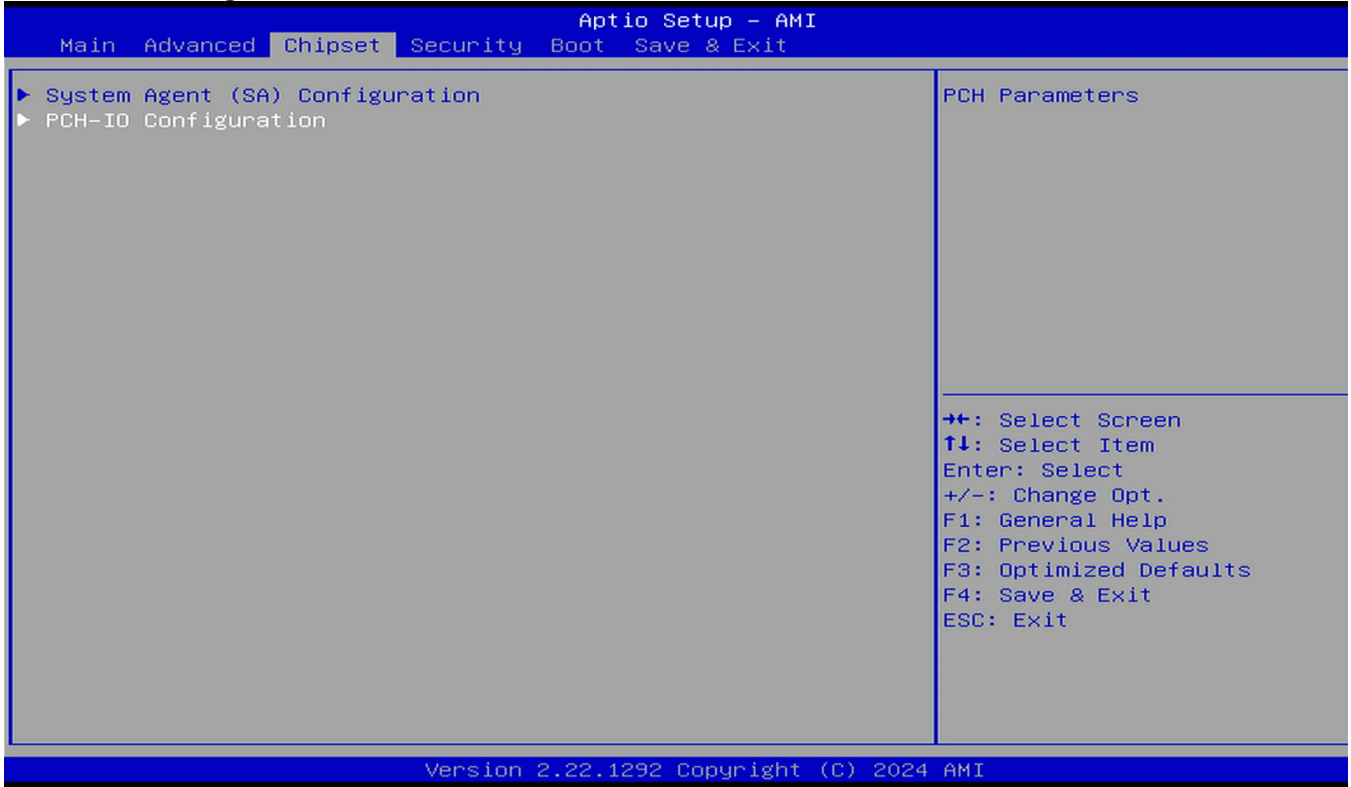 Aptio Setup – AMI
Main Advanced Chipset Security Boot Save & Exit
▶ System Agent (SA) Configuration
▶ PCH-IO Configuration
PCH Parameters
→←: Select Screen
↑↓: Select Item
Enter: Select
+/-: Change Opt.
F1: General Help
F2: Previous Values
F3: Optimized Defaults
F4: Save & Exit
ESC: Exit
Version 2.22.1292 Copyright (C) 2024 AMI